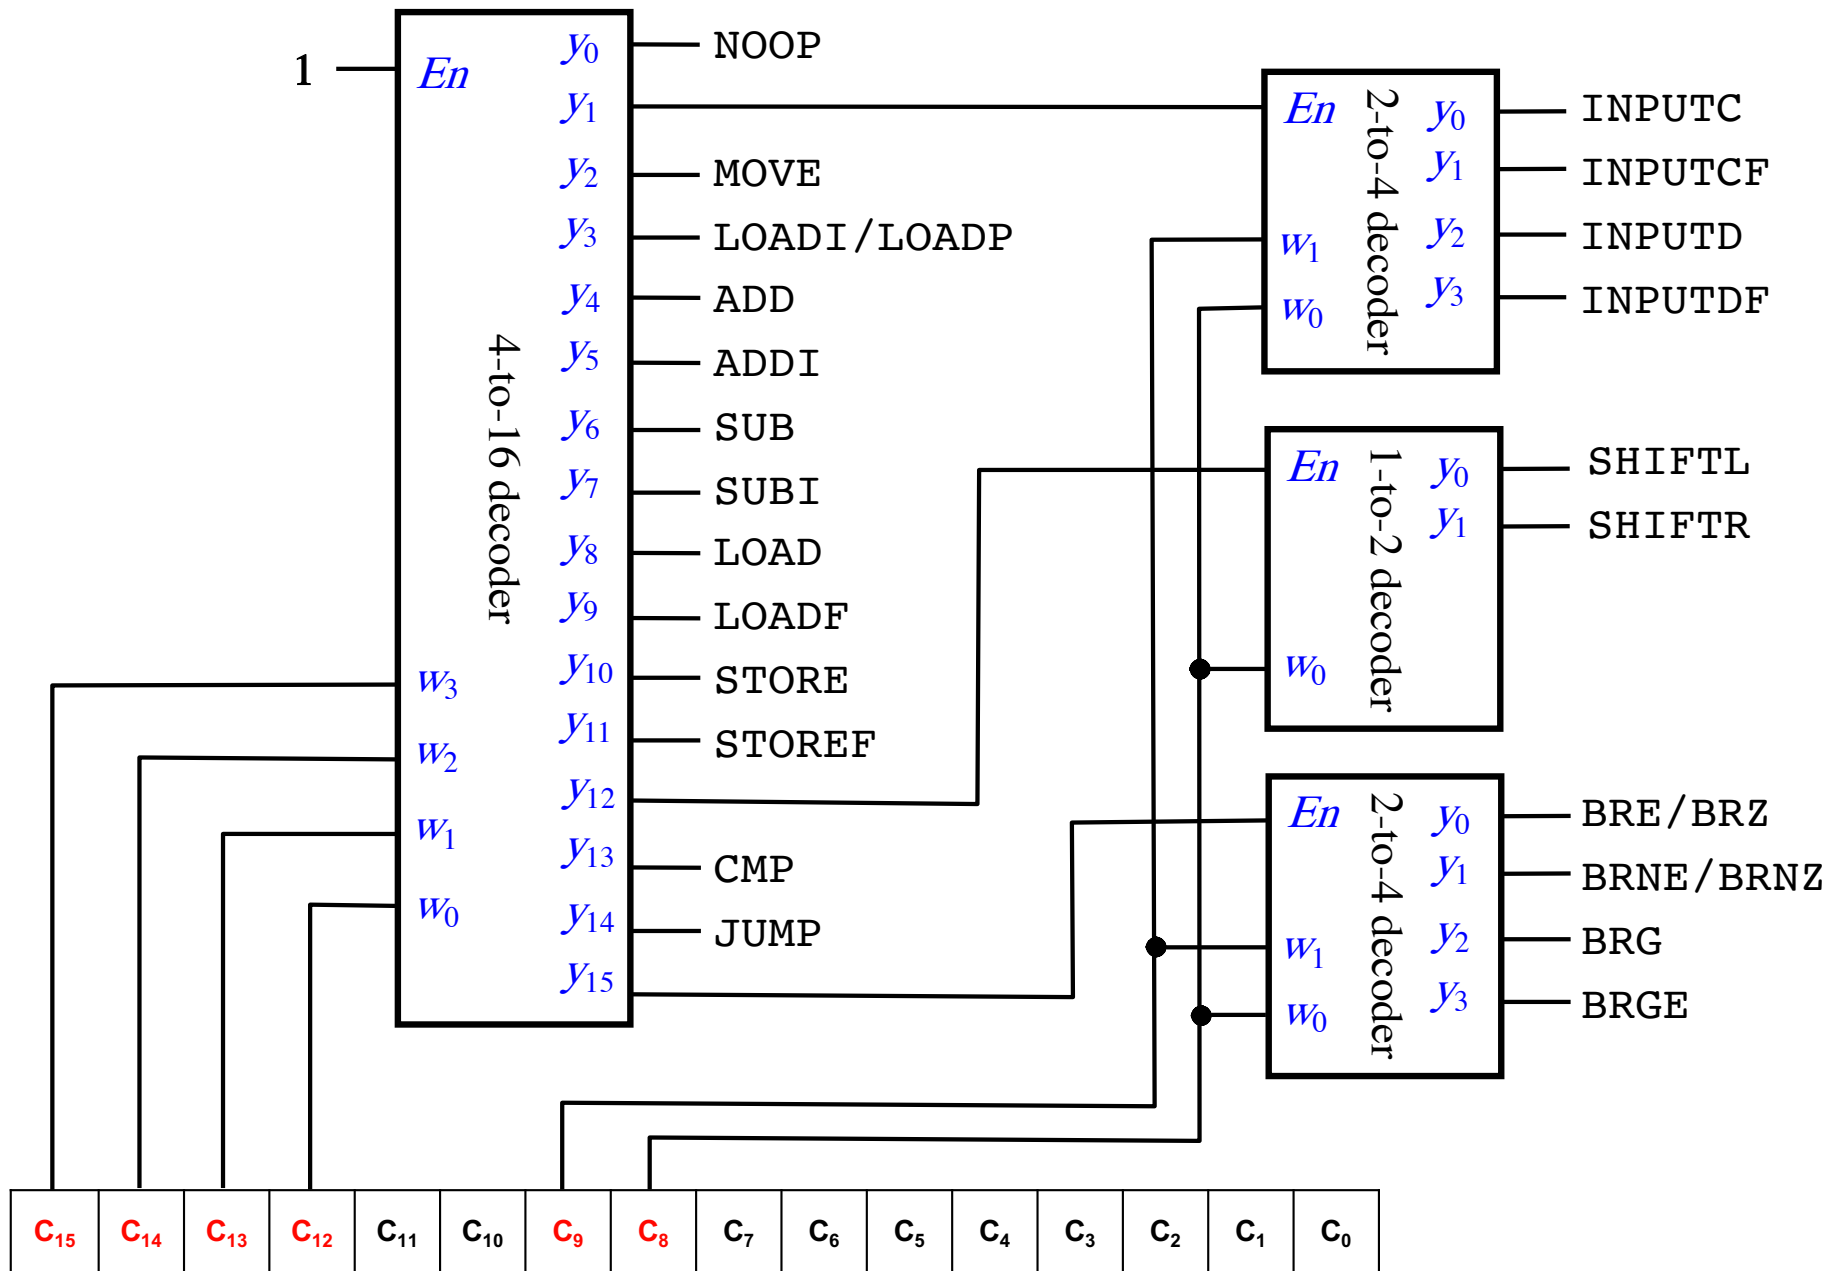 1
En
y0 NOOP
y1
y2 MOVE
y3 LOADI/LOADP
y4 ADD
y5 ADDI
y6 SUB
y7 SUBI
y8 LOAD
y9 LOADF
y10 STORE
y11 STOREF
y12
y13 CMP
y14 JUMP
y15
w3
w2
w1
w0
4-to-16 decoder
En
w1
w0
2-to-4 decoder
y0 INPUTC
y1 INPUTCF
y2 INPUTD
y3 INPUTDF
En
w0
1-to-2 decoder
y0 SHIFTL
y1 SHIFTR
En
w1
w0
2-to-4 decoder
y0 BRE/BRZ
y1 BRNE/BRNZ
y2 BRG
y3 BRGE
C15 C14 C13 C12 C11 C10 C9 C8 C7 C6 C5 C4 C3 C2 C1 C0